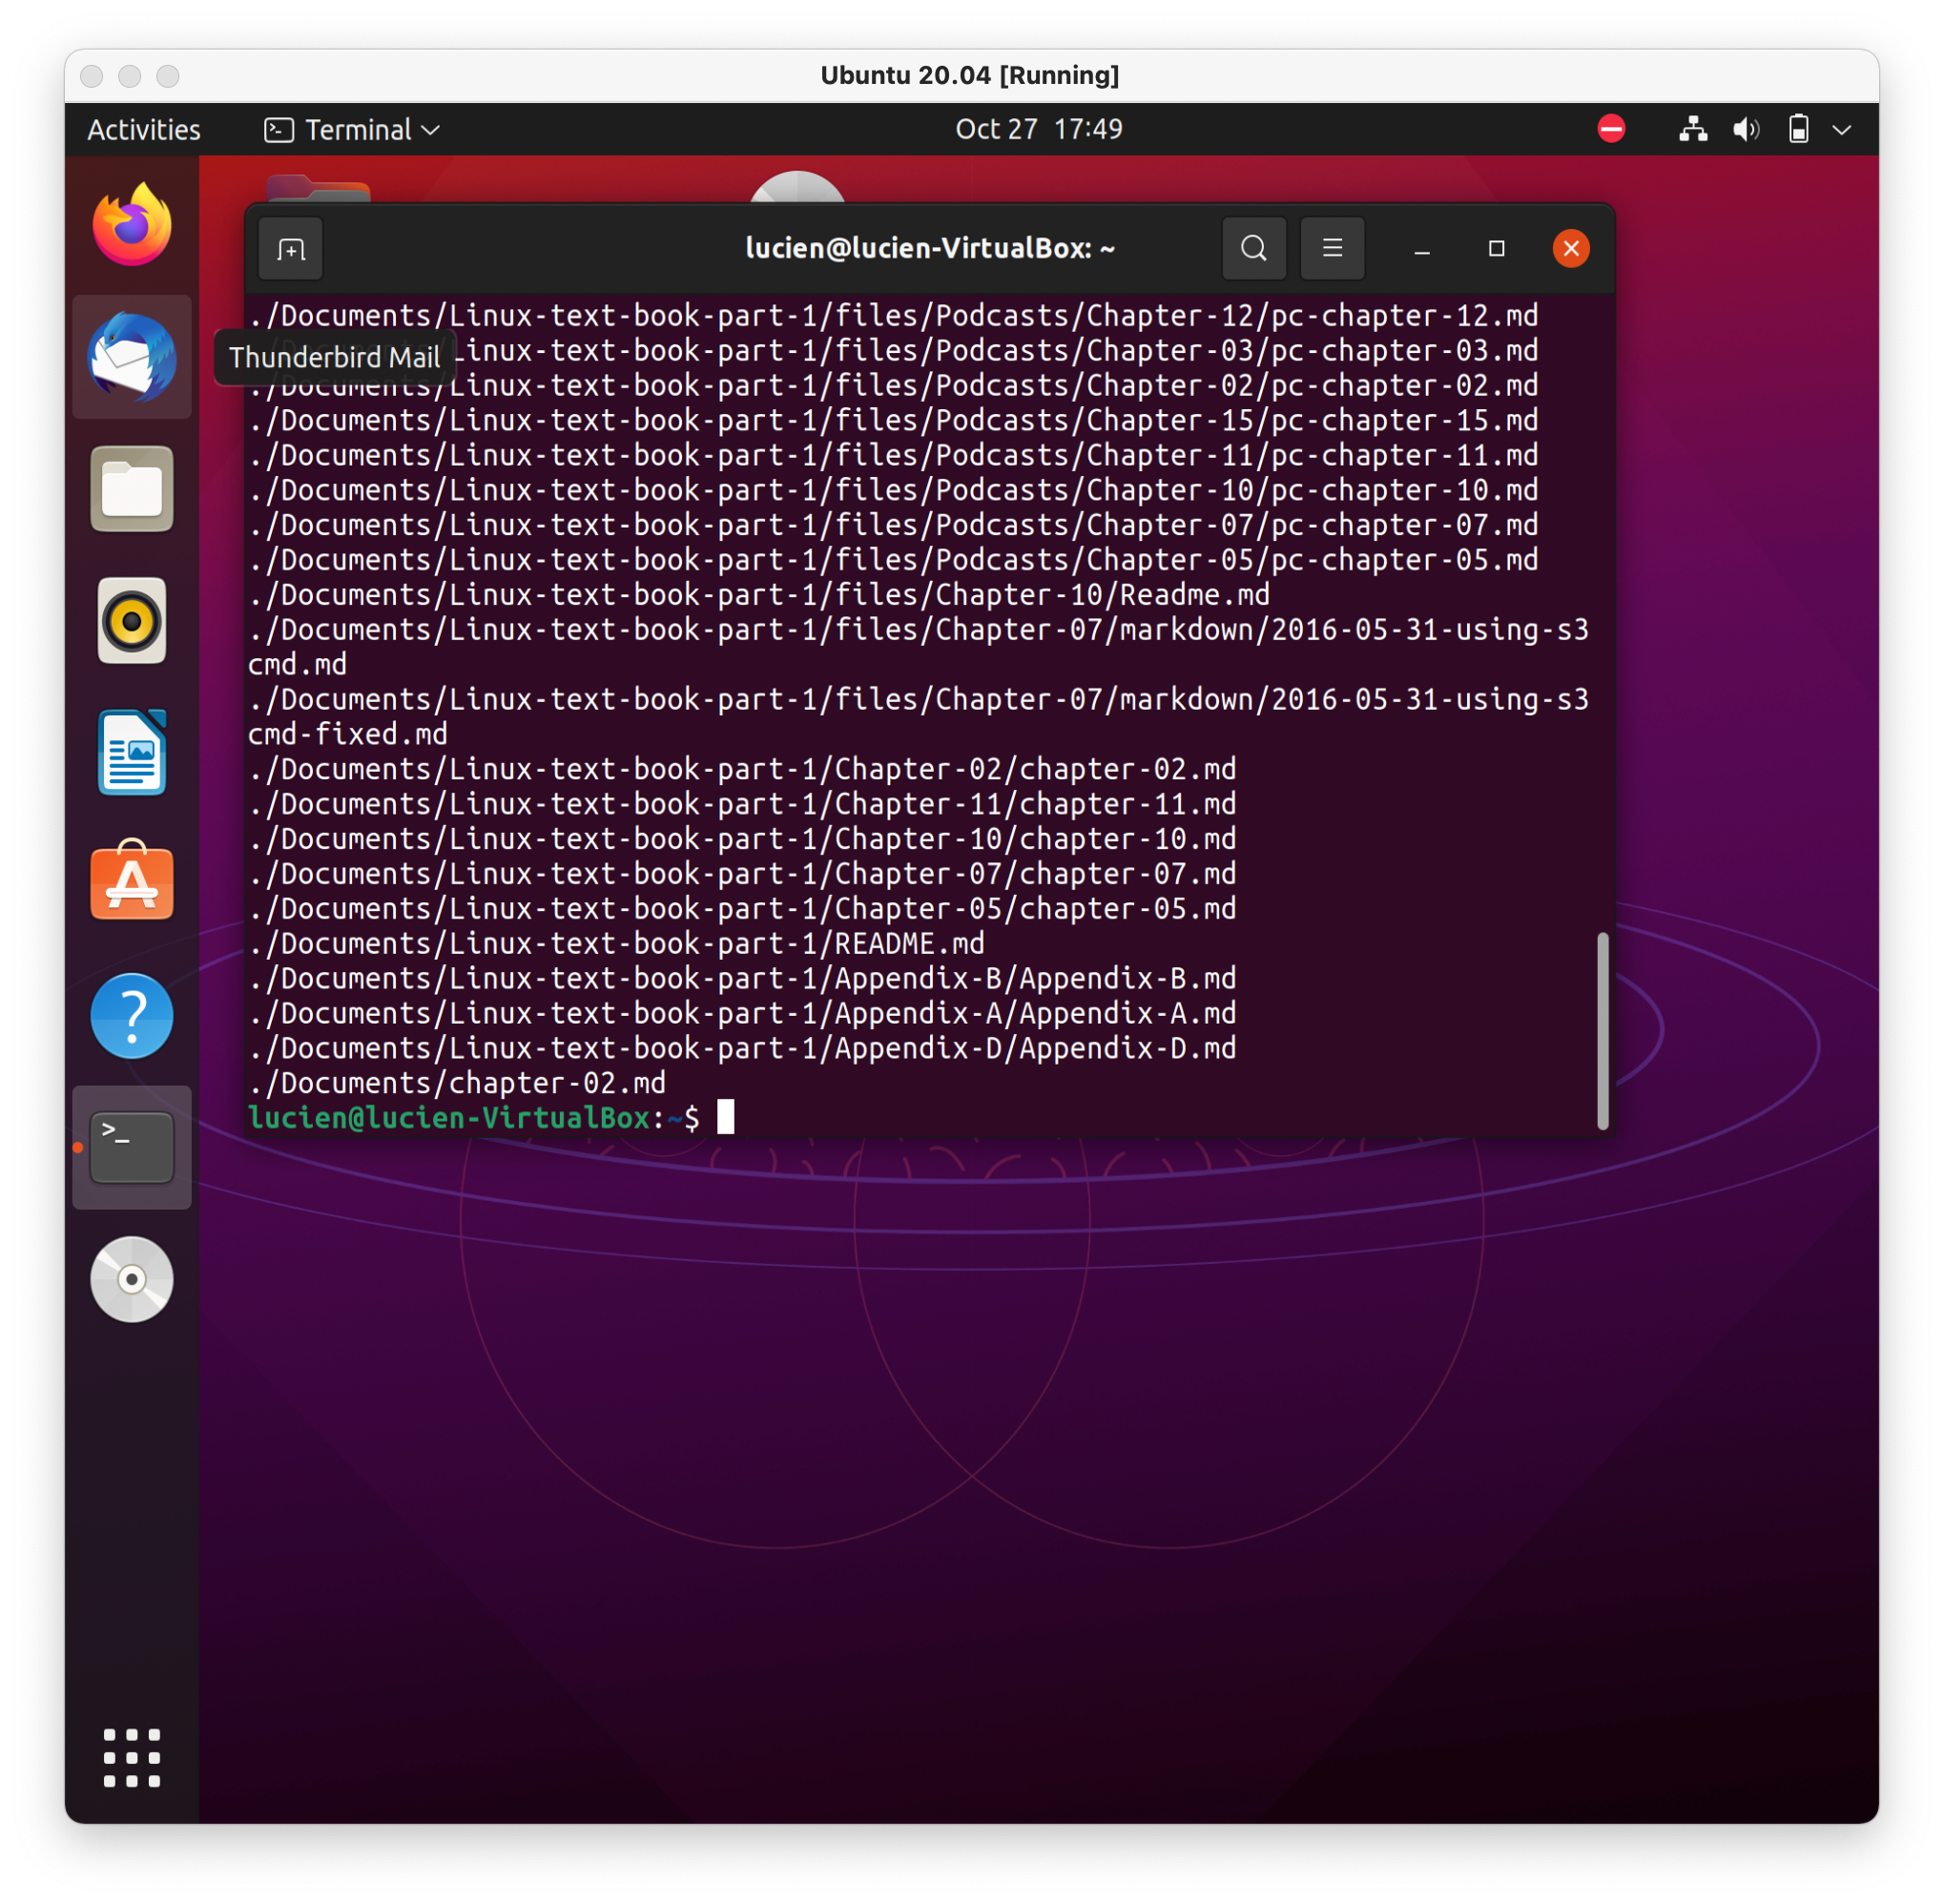 Ubuntu 20.04 [Running]
Activities Terminal Oct 27 17:49
lucien@lucien-VirtualBox: ~
./Documents/Linux-text-book-part-1/files/Podcasts/Chapter-12/pc-chapter-12.md
Linux-text-book-part-1/files/Podcasts/Chapter-03/pc-chapter-03.md
Thunderbird Mail
./Documents/Linux-text-book-part-1/files/Podcasts/Chapter-02/pc-chapter-02.md
./Documents/Linux-text-book-part-1/files/Podcasts/Chapter-15/pc-chapter-15.md
./Documents/Linux-text-book-part-1/files/Podcasts/Chapter-11/pc-chapter-11.md
./Documents/Linux-text-book-part-1/files/Podcasts/Chapter-10/pc-chapter-10.md
./Documents/Linux-text-book-part-1/files/Podcasts/Chapter-07/pc-chapter-07.md
./Documents/Linux-text-book-part-1/files/Podcasts/Chapter-05/pc-chapter-05.md
./Documents/Linux-text-book-part-1/files/Chapter-10/Readme.md
./Documents/Linux-text-book-part-1/files/Chapter-07/markdown/2016-05-31-using-s3
cmd.md
./Documents/Linux-text-book-part-1/files/Chapter-07/markdown/2016-05-31-using-s3
cmd-fixed.md
./Documents/Linux-text-book-part-1/Chapter-02/chapter-02.md
./Documents/Linux-text-book-part-1/Chapter-11/chapter-11.md
./Documents/Linux-text-book-part-1/Chapter-10/chapter-10.md
./Documents/Linux-text-book-part-1/Chapter-07/chapter-07.md
./Documents/Linux-text-book-part-1/Chapter-05/chapter-05.md
./Documents/Linux-text-book-part-1/README.md
./Documents/Linux-text-book-part-1/Appendix-B/Appendix-B.md
./Documents/Linux-text-book-part-1/Appendix-A/Appendix-A.md
./Documents/Linux-text-book-part-1/Appendix-D/Appendix-D.md
./Documents/chapter-02.md
lucien@lucien-VirtualBox:~$